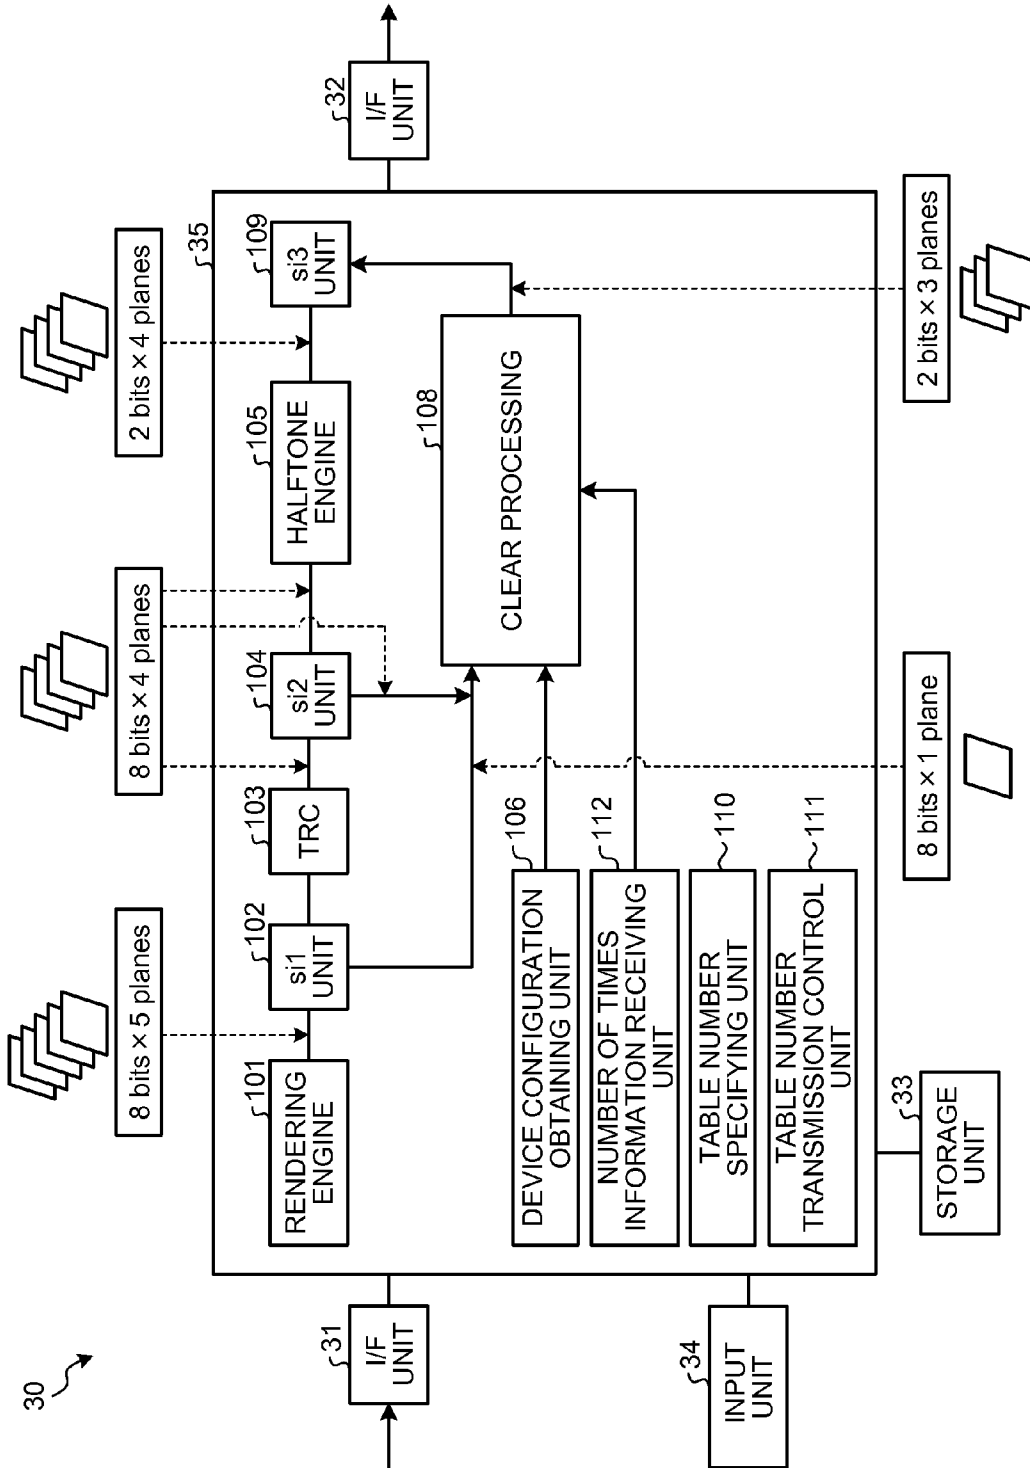 30
8 bits × 5 planes
8 bits × 4 planes
2 bits × 4 planes
35
31
I/F
UNIT
101
RENDERING
ENGINE
102
si1
UNIT
103
TRC
104
si2
UNIT
105
HALFTONE
ENGINE
109
si3
UNIT
32
I/F
UNIT
108
CLEAR PROCESSING
DEVICE CONFIGURATION
OBTAINING UNIT
106
NUMBER OF TIMES
INFORMATION RECEIVING
UNIT
112
TABLE NUMBER
SPECIFYING UNIT
110
TABLE NUMBER
TRANSMISSION CONTROL
UNIT
111
34
INPUT
UNIT
33
STORAGE
UNIT
8 bits × 1 plane
2 bits × 3 planes